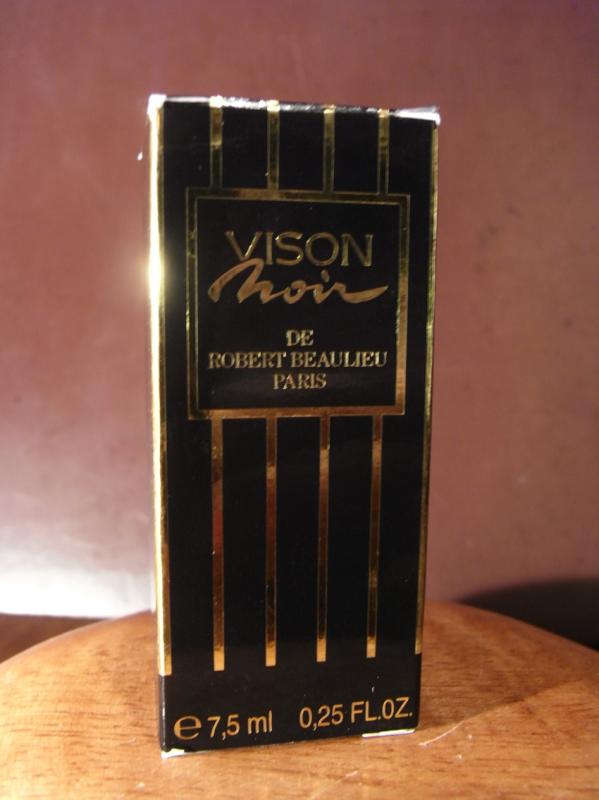 VISON
Noir
DE
ROBERT BEAULIEU
PARIS
℮ 7,5 ml 0,25 FL.OZ.